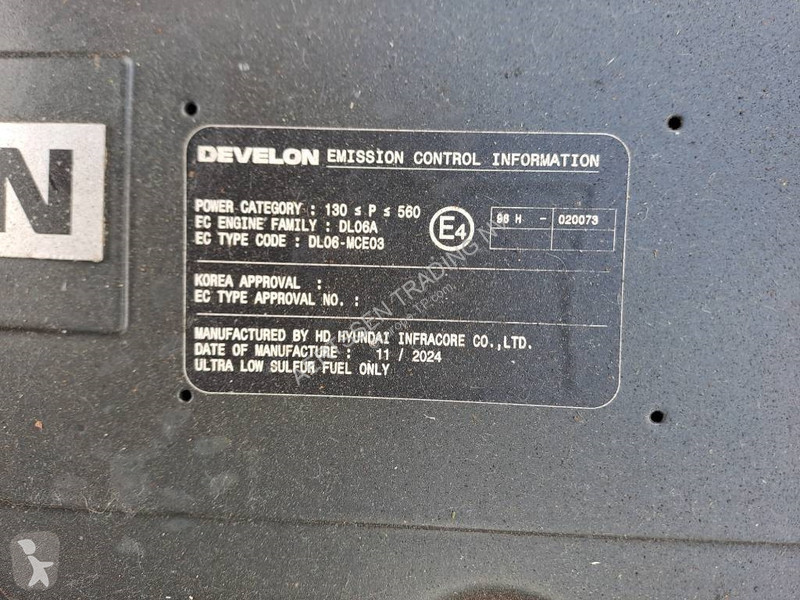 N
DEVELON EMISSION CONTROL INFORMATION
POWER CATEGORY : 130 ≤ P ≤ 560
EC ENGINE FAMILY : DL06A
EC TYPE CODE : DL06-MCE03
E4
96 H - 020073
KOREA APPROVAL :
EC TYPE APPROVAL NO. :
MANUFACTURED BY HD HYUNDAI INFRACORE CO.,LTD.
DATE OF MANUFACTURE : 11 / 2024
ULTRA LOW SULFUR FUEL ONLY
TRADING